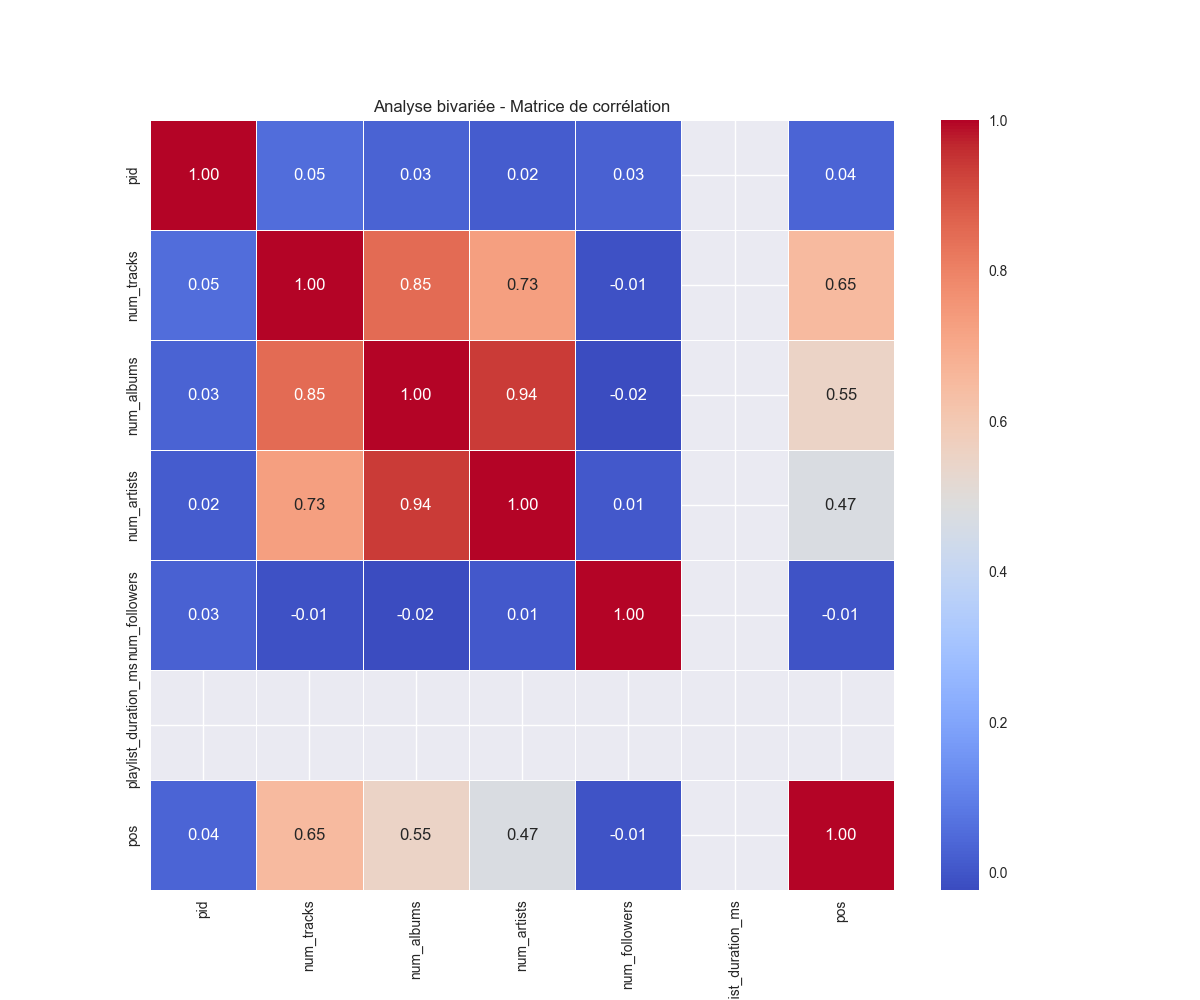 Analyse bivariée - Matrice de corrélation
pid 1.00 0.05 0.03 0.02 0.03 0.04
num_tracks 0.05 1.00 0.85 0.73 -0.01 0.65
num_albums 0.03 0.85 1.00 0.94 -0.02 0.55
num_artists 0.02 0.73 0.94 1.00 0.01 0.47
num_followers 0.03 -0.01 -0.02 0.01 1.00 -0.01
playlist_duration_ms
pos 0.04 0.65 0.55 0.47 -0.01 1.00
pid num_tracks num_albums num_artists num_followers ist_duration_ms pos
1.0
0.8
0.6
0.4
0.2
0.0